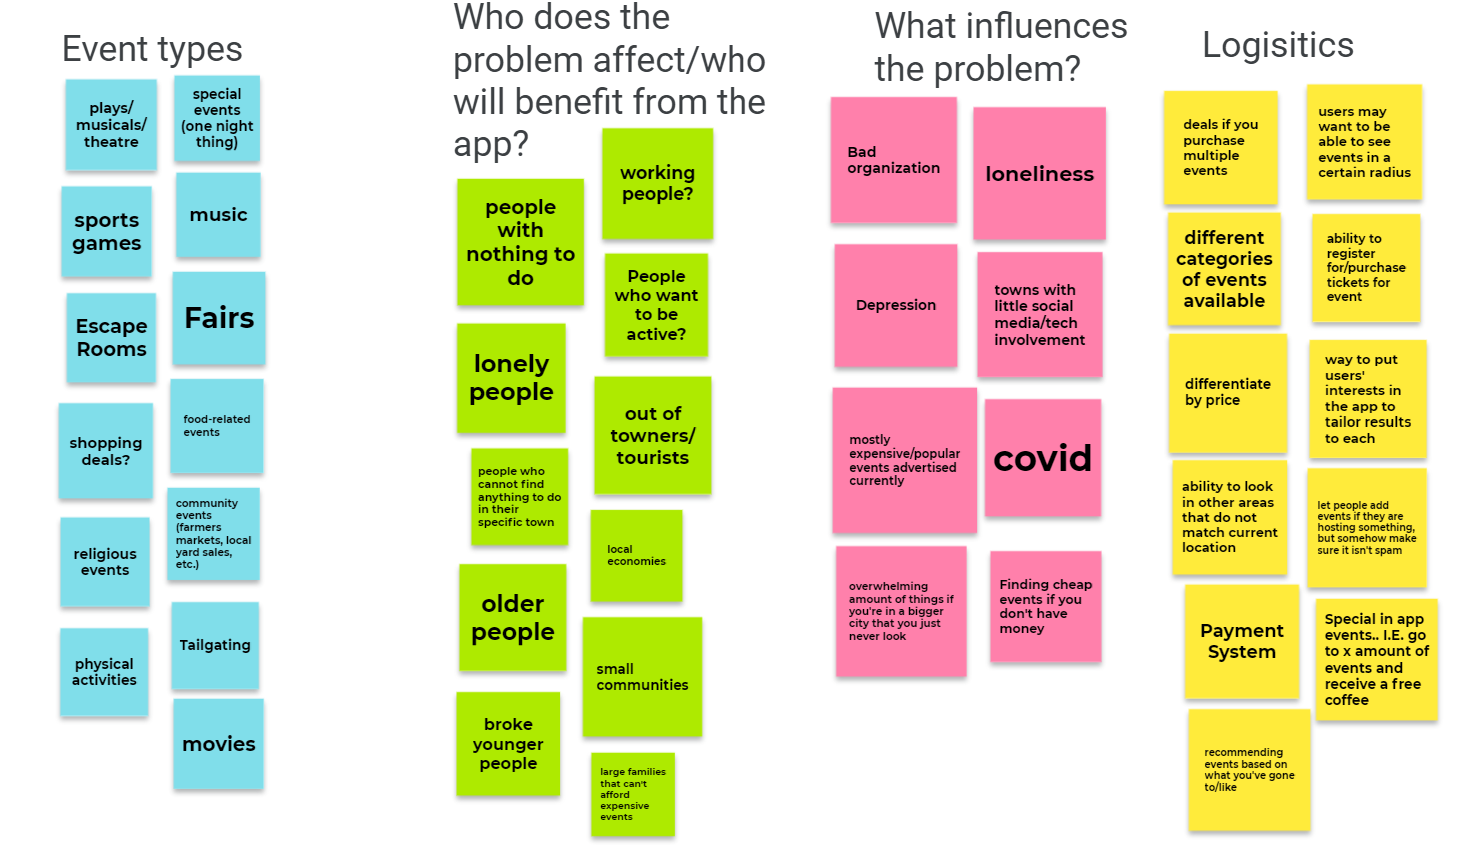 Event types
plays/
musicals/
theatre
special
events
(one night
thing)
sports
games
music
Escape
Rooms
Fairs
shopping
deals?
food-related
events
religious
events
community
events
(farmers
markets, local
yard sales,
etc.)
physical
activities
Tailgating
movies
Who does the
problem affect/who
will benefit from the
app?
people
with
nothing to
do
working
people?
People
who want
to be
active?
lonely
people
out of
towners/
tourists
people who
cannot find
anything to do
in their
specific town
local
economies
older
people
small
communities
broke
younger
people
large families
that can't
afford
expensive
events
What influences
the problem?
Bad
organization
loneliness
Depression
towns with
little social
media/tech
involvement
mostly
expensive/popular
events advertised
currently
covid
overwhelming
amount of things if
you're in a bigger
city that you just
never look
Finding cheap
events if you
don't have
money
Logisitics
deals if you
purchase
multiple
events
users may
want to be
able to see
events in a
certain radius
different
categories
of events
available
ability to
register
for/purchase
tickets for
event
differentiate
by price
way to put
users'
interests in
the app to
tailor results
to each
ability to look
in other areas
that do not
match current
location
let people add
events if they are
hosting something,
but somehow make
sure it isn't spam
Payment
System
Special in app
events.. I.E. go
to x amount of
events and
receive a free
coffee
recommending
events based on
what you've gone
to/like